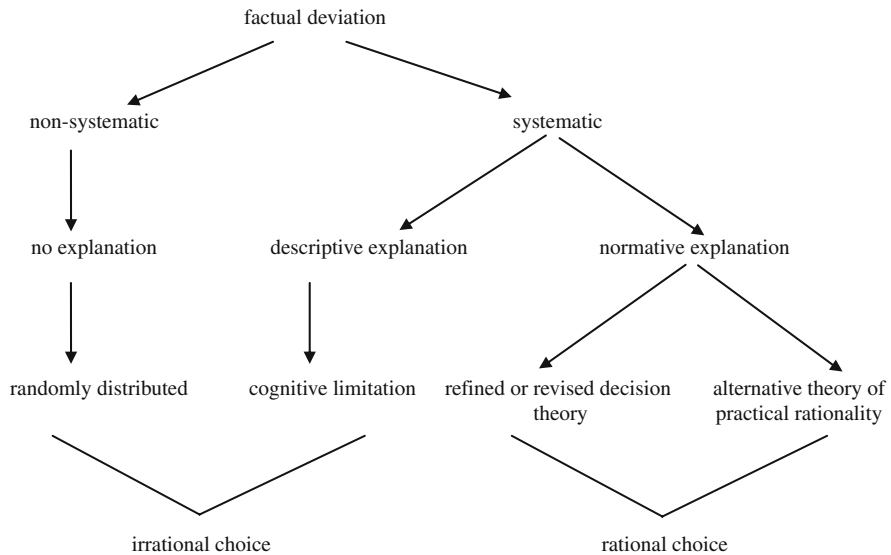 factual deviation
non-systematic
systematic
no explanation
descriptive explanation
normative explanation
randomly distributed
cognitive limitation
refined or revised decision
theory
alternative theory of
practical rationality
irrational choice
rational choice